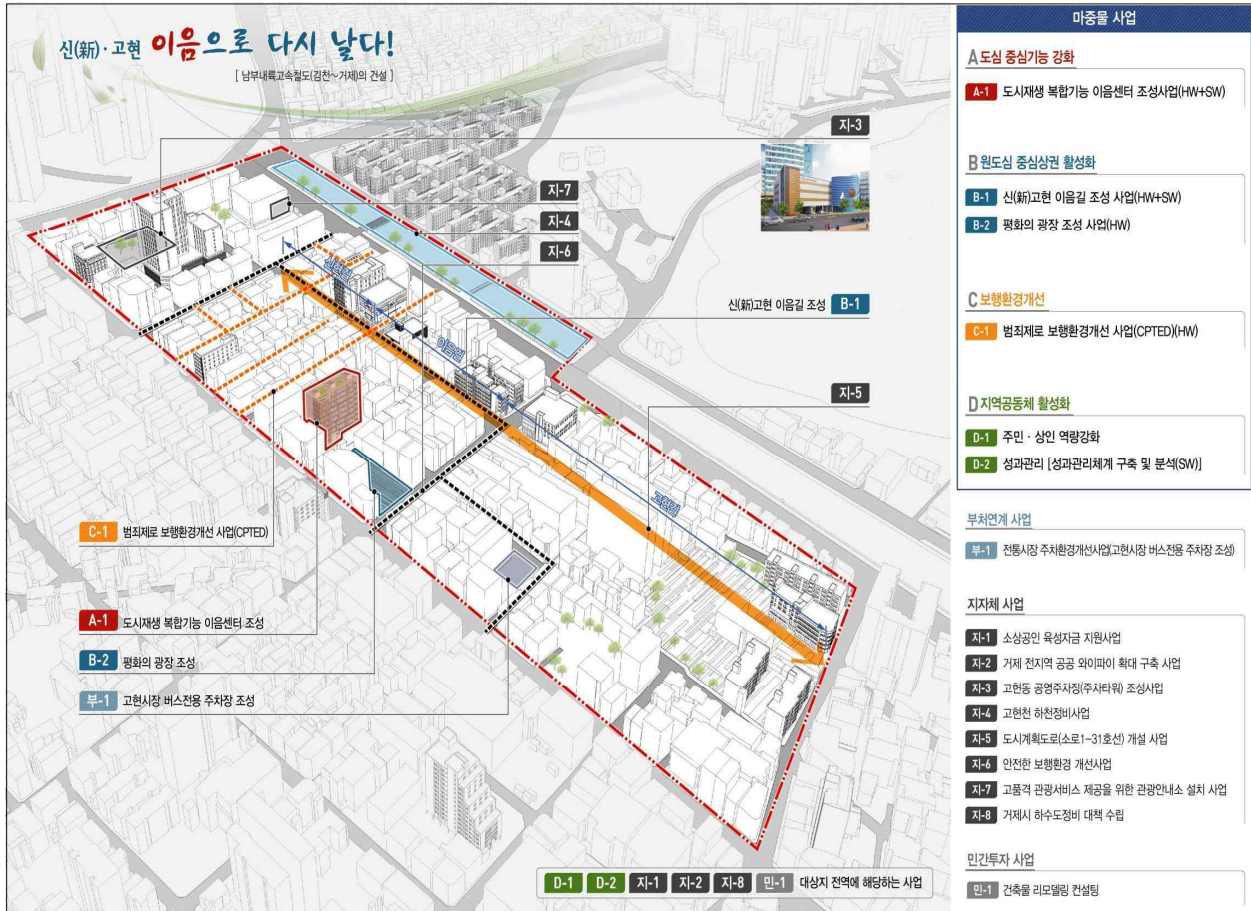 신(新)·고현 이음으로 다시 날다!
[ 남부내륙고속철도(김천~거제)의 건설 ]
지-3
지-7
지-4
지-6
신(新)고현 이음길 조성 B-1
지-5
고현길
이음길
고현길
C-1 범죄제로 보행환경개선 사업(CPTED)
A-1 도시재생 복합기능 이음센터 조성
B-2 평화의 광장 조성
부-1 고현시장 버스전용 주차장 조성
D-1 D-2 지-1 지-2 지-8 민-1 대상지 전역에 해당하는 사업
마중물 사업
A 도심 중심기능 강화
A-1 도시재생 복합기능 이음센터 조성사업(HW+SW)
B 원도심 중심상권 활성화
B-1 신(新)고현 이음길 조성 사업(HW+SW)
B-2 평화의 광장 조성 사업(HW)
C 보행환경개선
C-1 범죄제로 보행환경개선 사업(CPTED)(HW)
D 지역공동체 활성화
D-1 주민·상인 역량강화
D-2 성과관리 [성과관리체계 구축 및 분석(SW)]
부처연계 사업
부-1 전통시장 주차환경개선사업(고현시장 버스전용 주차장 조성)
지자체 사업
지-1 소상공인 육성자금 지원사업
지-2 거제 전지역 공공 와이파이 확대 구축 사업
지-3 고현동 공영주차장(주차타워) 조성사업
지-4 고현천 하천정비사업
지-5 도시계획도로(소로1-31호선) 개설 사업
지-6 안전한 보행환경 개선사업
지-7 고품격 관광서비스 제공을 위한 관광안내소 설치 사업
지-8 거제시 하수도정비 대책 수립
민간투자 사업
민-1 건축물 리모델링 컨설팅